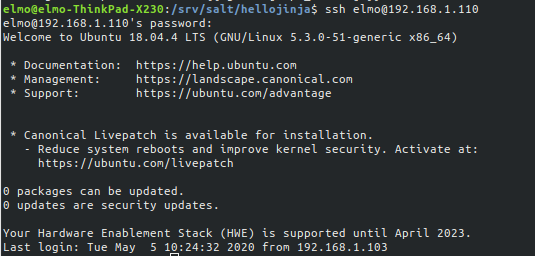 elmo@elmo-ThinkPad-X230:/srv/salt/hellojinja$ ssh elmo@192.168.1.110
elmo@192.168.1.110's password:
Welcome to Ubuntu 18.04.4 LTS (GNU/Linux 5.3.0-51-generic x86_64)
* Documentation:  https://help.ubuntu.com
* Management:     https://landscape.canonical.com
* Support:        https://ubuntu.com/advantage
* Canonical Livepatch is available for installation.
- Reduce system reboots and improve kernel security. Activate at:
https://ubuntu.com/livepatch
0 packages can be updated.
0 updates are security updates.
Your Hardware Enablement Stack (HWE) is supported until April 2023.
Last login: Tue May  5 10:24:32 2020 from 192.168.1.103